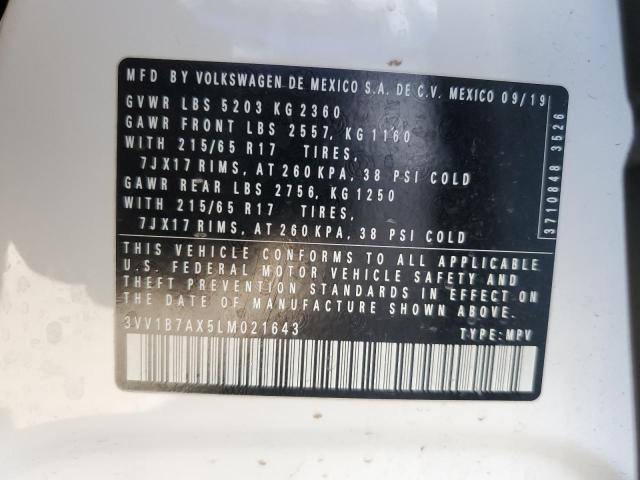 MFD BY VOLKSWAGEN DE MEXICO S.A. DE C.V. MEXICO 09/19
GVWR LBS 5203 KG 2360
GAWR FRONT LBS 2557, KG 1160
WITH 215/65 R17 TIRES,
7JX17 RIMS, AT 260 KPA, 38 PSI COLD
GAWR REAR LBS 2756, KG 1250
WITH 215/65 R17 TIRES,
7JX17 RIMS, AT 260 KPA, 38 PSI COLD
THIS VEHICLE CONFORMS TO ALL APPLICABLE
U.S. FEDERAL MOTOR VEHICLE SAFETY AND
THEFT PREVENTION STANDARDS IN EFFECT ON
THE DATE OF MANUFACTURE SHOWN ABOVE.
3VV1B7AX5LM021643 TYPE: MPV
3710848 3526